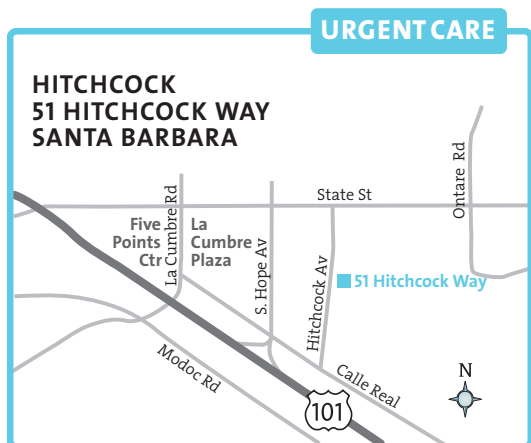 URGENT CARE
HITCHCOCK
51 HITCHCOCK WAY
SANTA BARBARA
State St
Ontare Rd
La Cumbre Rd
Five
Points
Ctr
La
Cumbre
Plaza
S. Hope Av
Hitchcock Av
51 Hitchcock Way
Modoc Rd
Calle Real
N
101